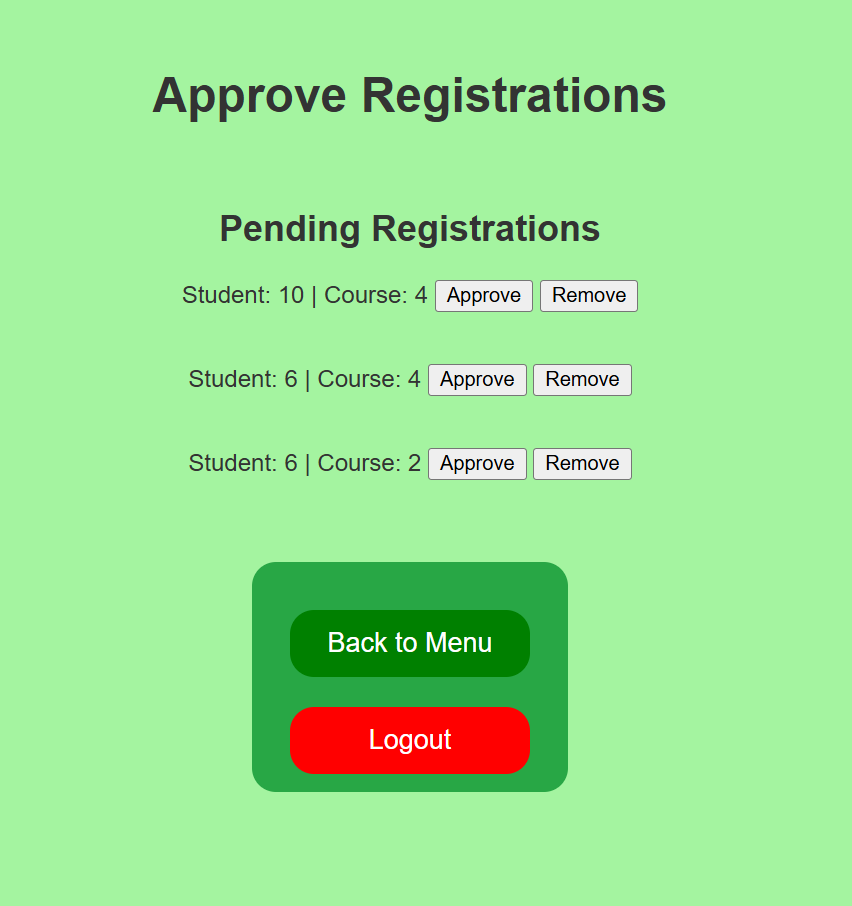 Approve Registrations
Pending Registrations
Student: 10 | Course: 4 Approve Remove
Student: 6 | Course: 4 Approve Remove
Student: 6 | Course: 2 Approve Remove
Back to Menu
Logout